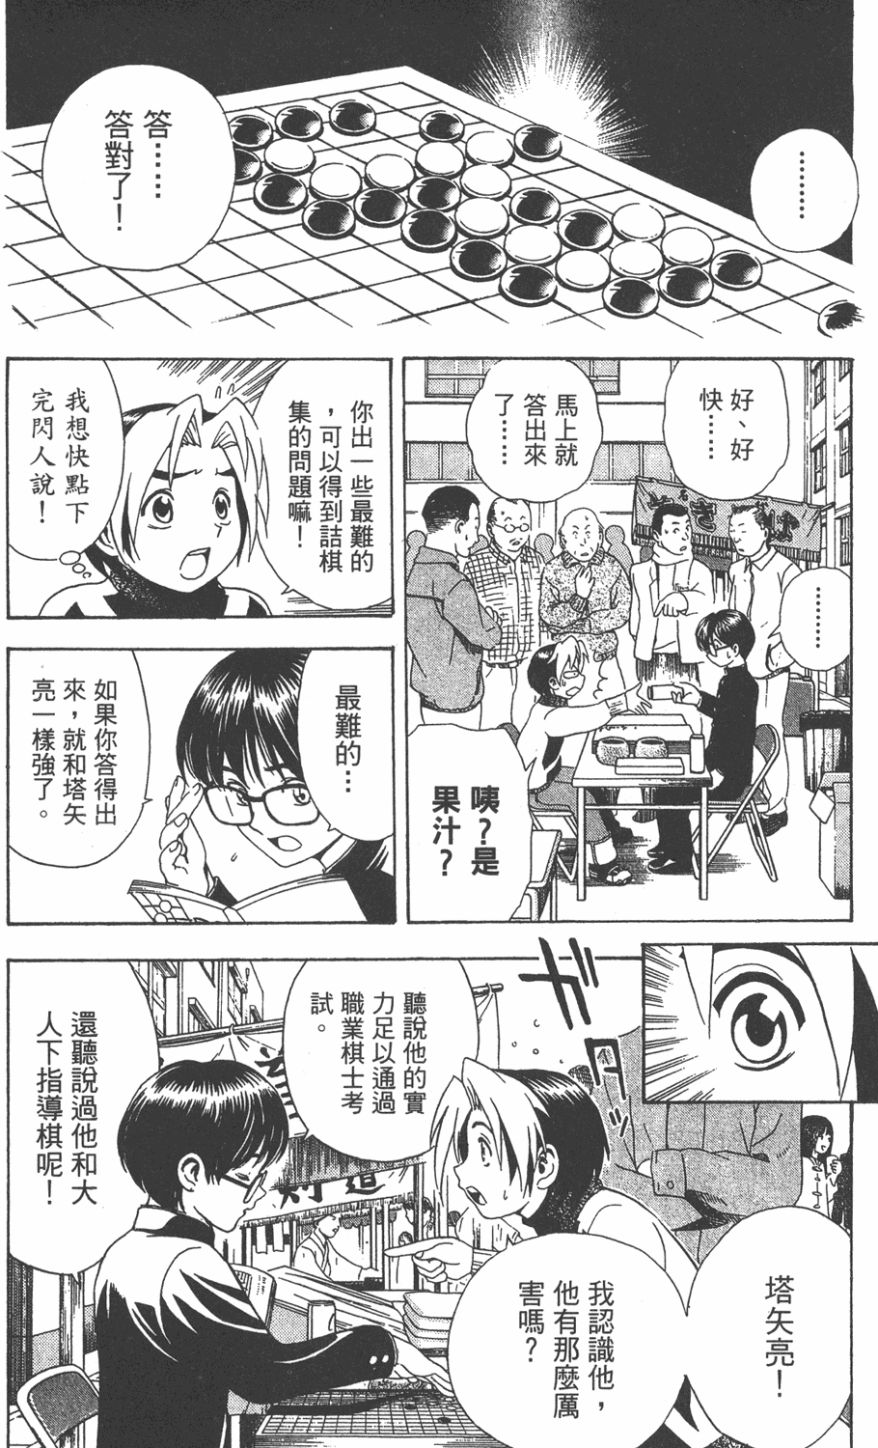 ………
答……
答對了！
好、好
快……
馬上就
答出來
了……
………
咦？是
果汁？
你出一些最難的
，可以得到詰棋
集的問題嘛！
我想快點下
完閃人說！
最難的…
如果你答得出
來，就和塔矢
亮一樣強了。
塔矢亮！
我認識他，
他有那麼厲
害嗎？
聽說他的實
力足以通過
職業棋士考
試。
還聽說過他和大
人下指導棋呢！